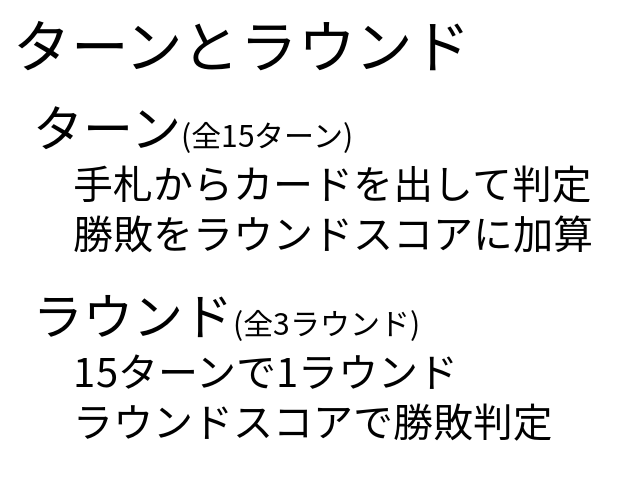 ターンとラウンド
ターン(全15ターン)
手札からカードを出して判定
勝敗をラウンドスコアに加算
ラウンド(全3ラウンド)
15ターンで1ラウンド
ラウンドスコアで勝敗判定